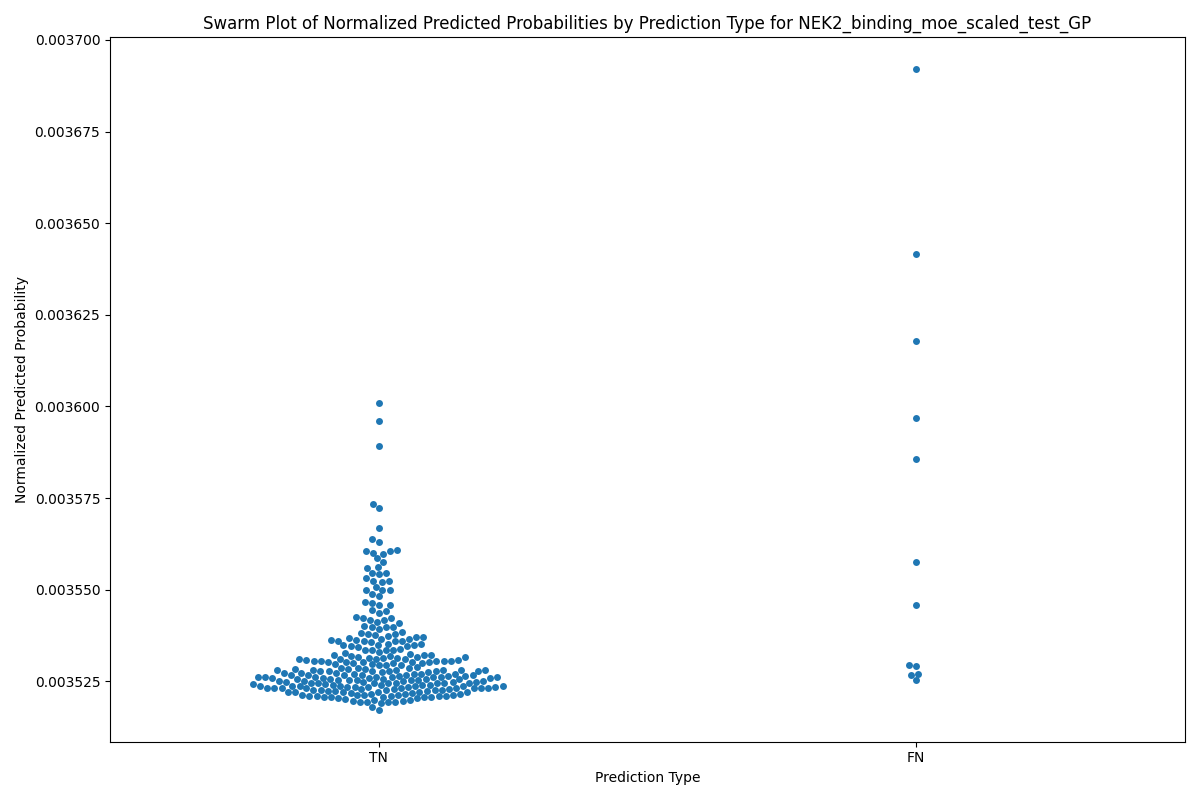 Swarm Plot of Normalized Predicted Probabilities by Prediction Type for NEK2_binding_moe_scaled_test_GP
0.003700
0.003675
0.003650
0.003625
0.003600
0.003575
0.003550
0.003525
Normalized Predicted Probability
TN
FN
Prediction Type